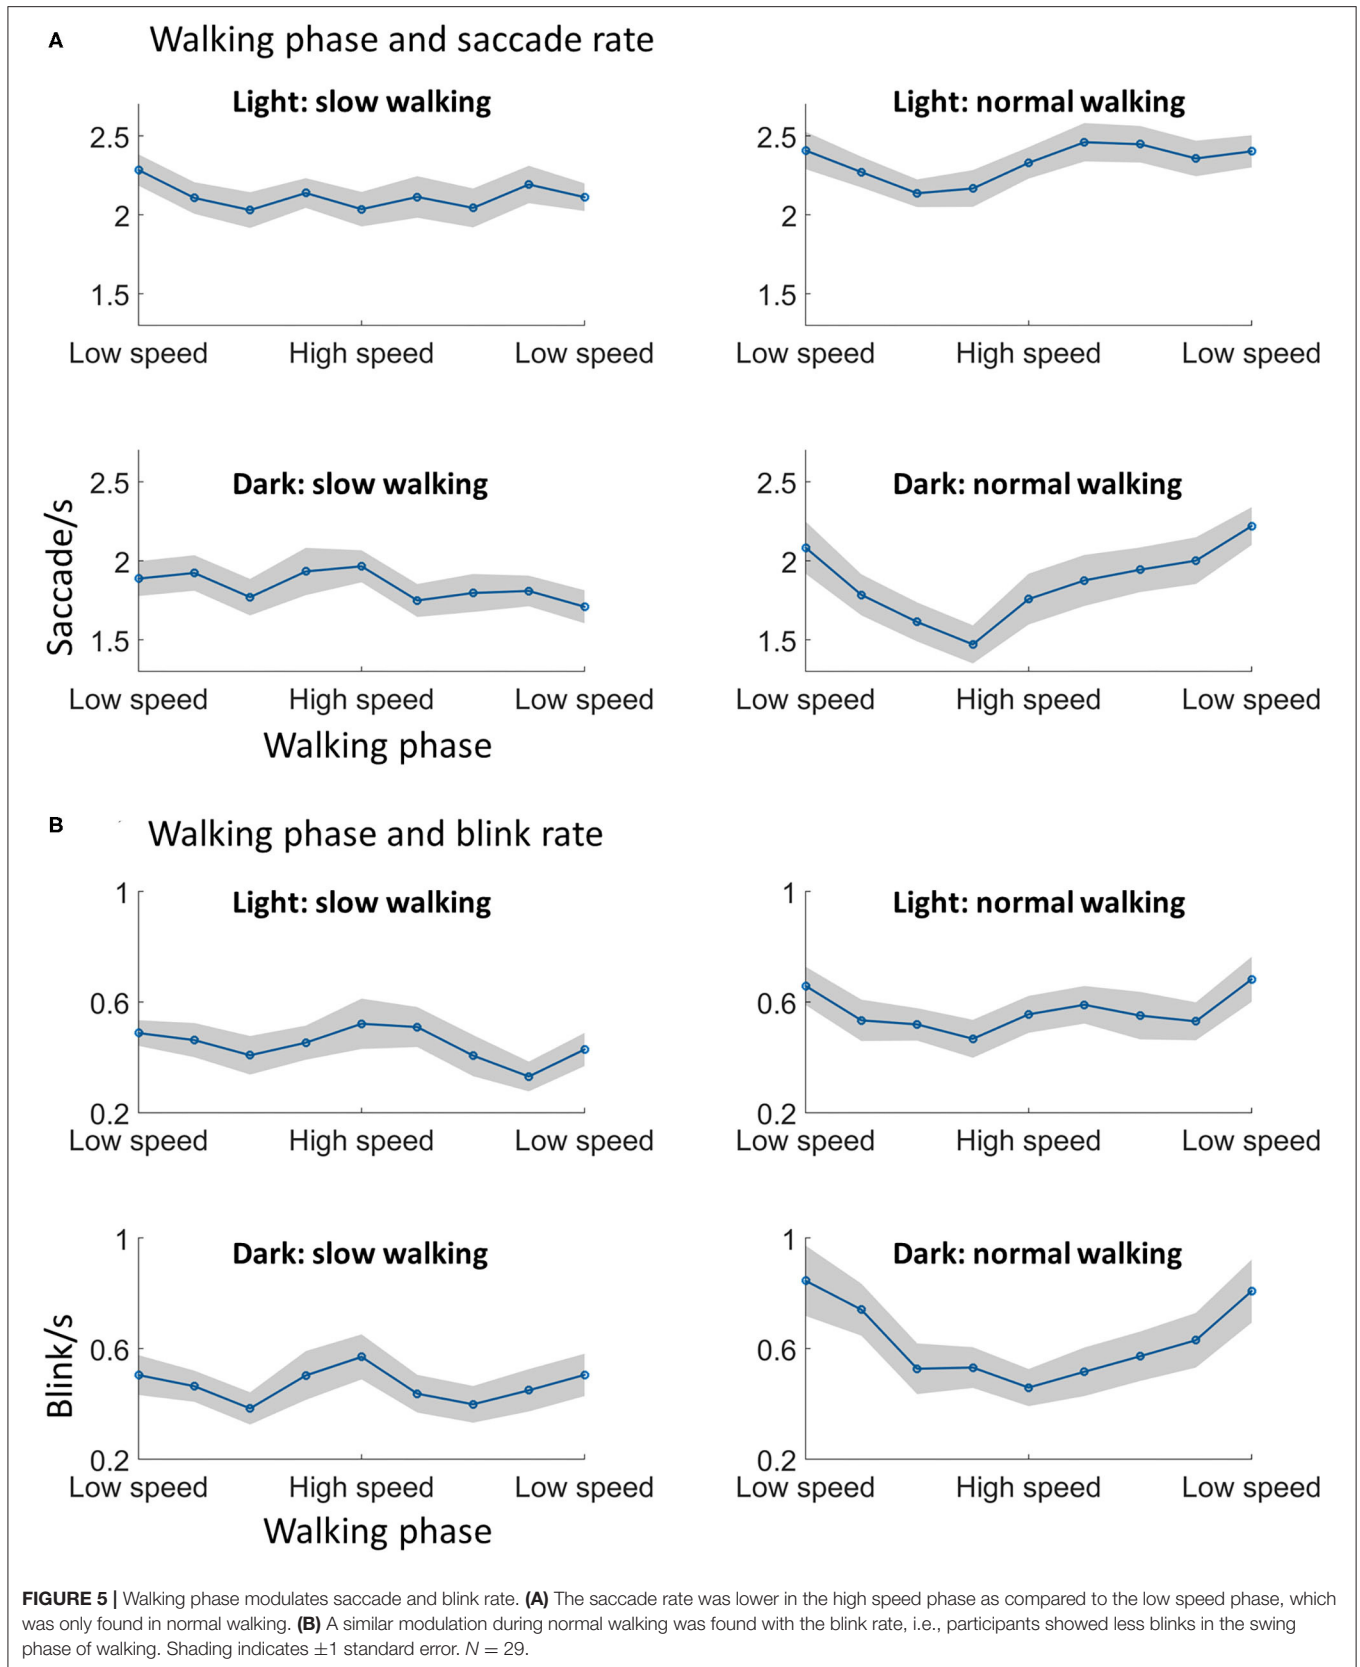 A Walking phase and saccade rate
Light: slow walking
2.5
2
1.5
Low speed High speed Low speed
Light: normal walking
2.5
2
1.5
Low speed High speed Low speed
Dark: slow walking
2.5
2
1.5
Saccade/s
Low speed High speed Low speed
Walking phase
Dark: normal walking
2.5
2
1.5
Low speed High speed Low speed
B Walking phase and blink rate
Light: slow walking
1
0.6
0.2
Low speed High speed Low speed
Light: normal walking
1
0.6
0.2
Low speed High speed Low speed
Dark: slow walking
1
0.6
0.2
Blink/s
Low speed High speed Low speed
Walking phase
Dark: normal walking
1
0.6
0.2
Low speed High speed Low speed
FIGURE 5 | Walking phase modulates saccade and blink rate. (A) The saccade rate was lower in the high speed phase as compared to the low speed phase, which
was only found in normal walking. (B) A similar modulation during normal walking was found with the blink rate, i.e., participants showed less blinks in the swing
phase of walking. Shading indicates ±1 standard error. N = 29.